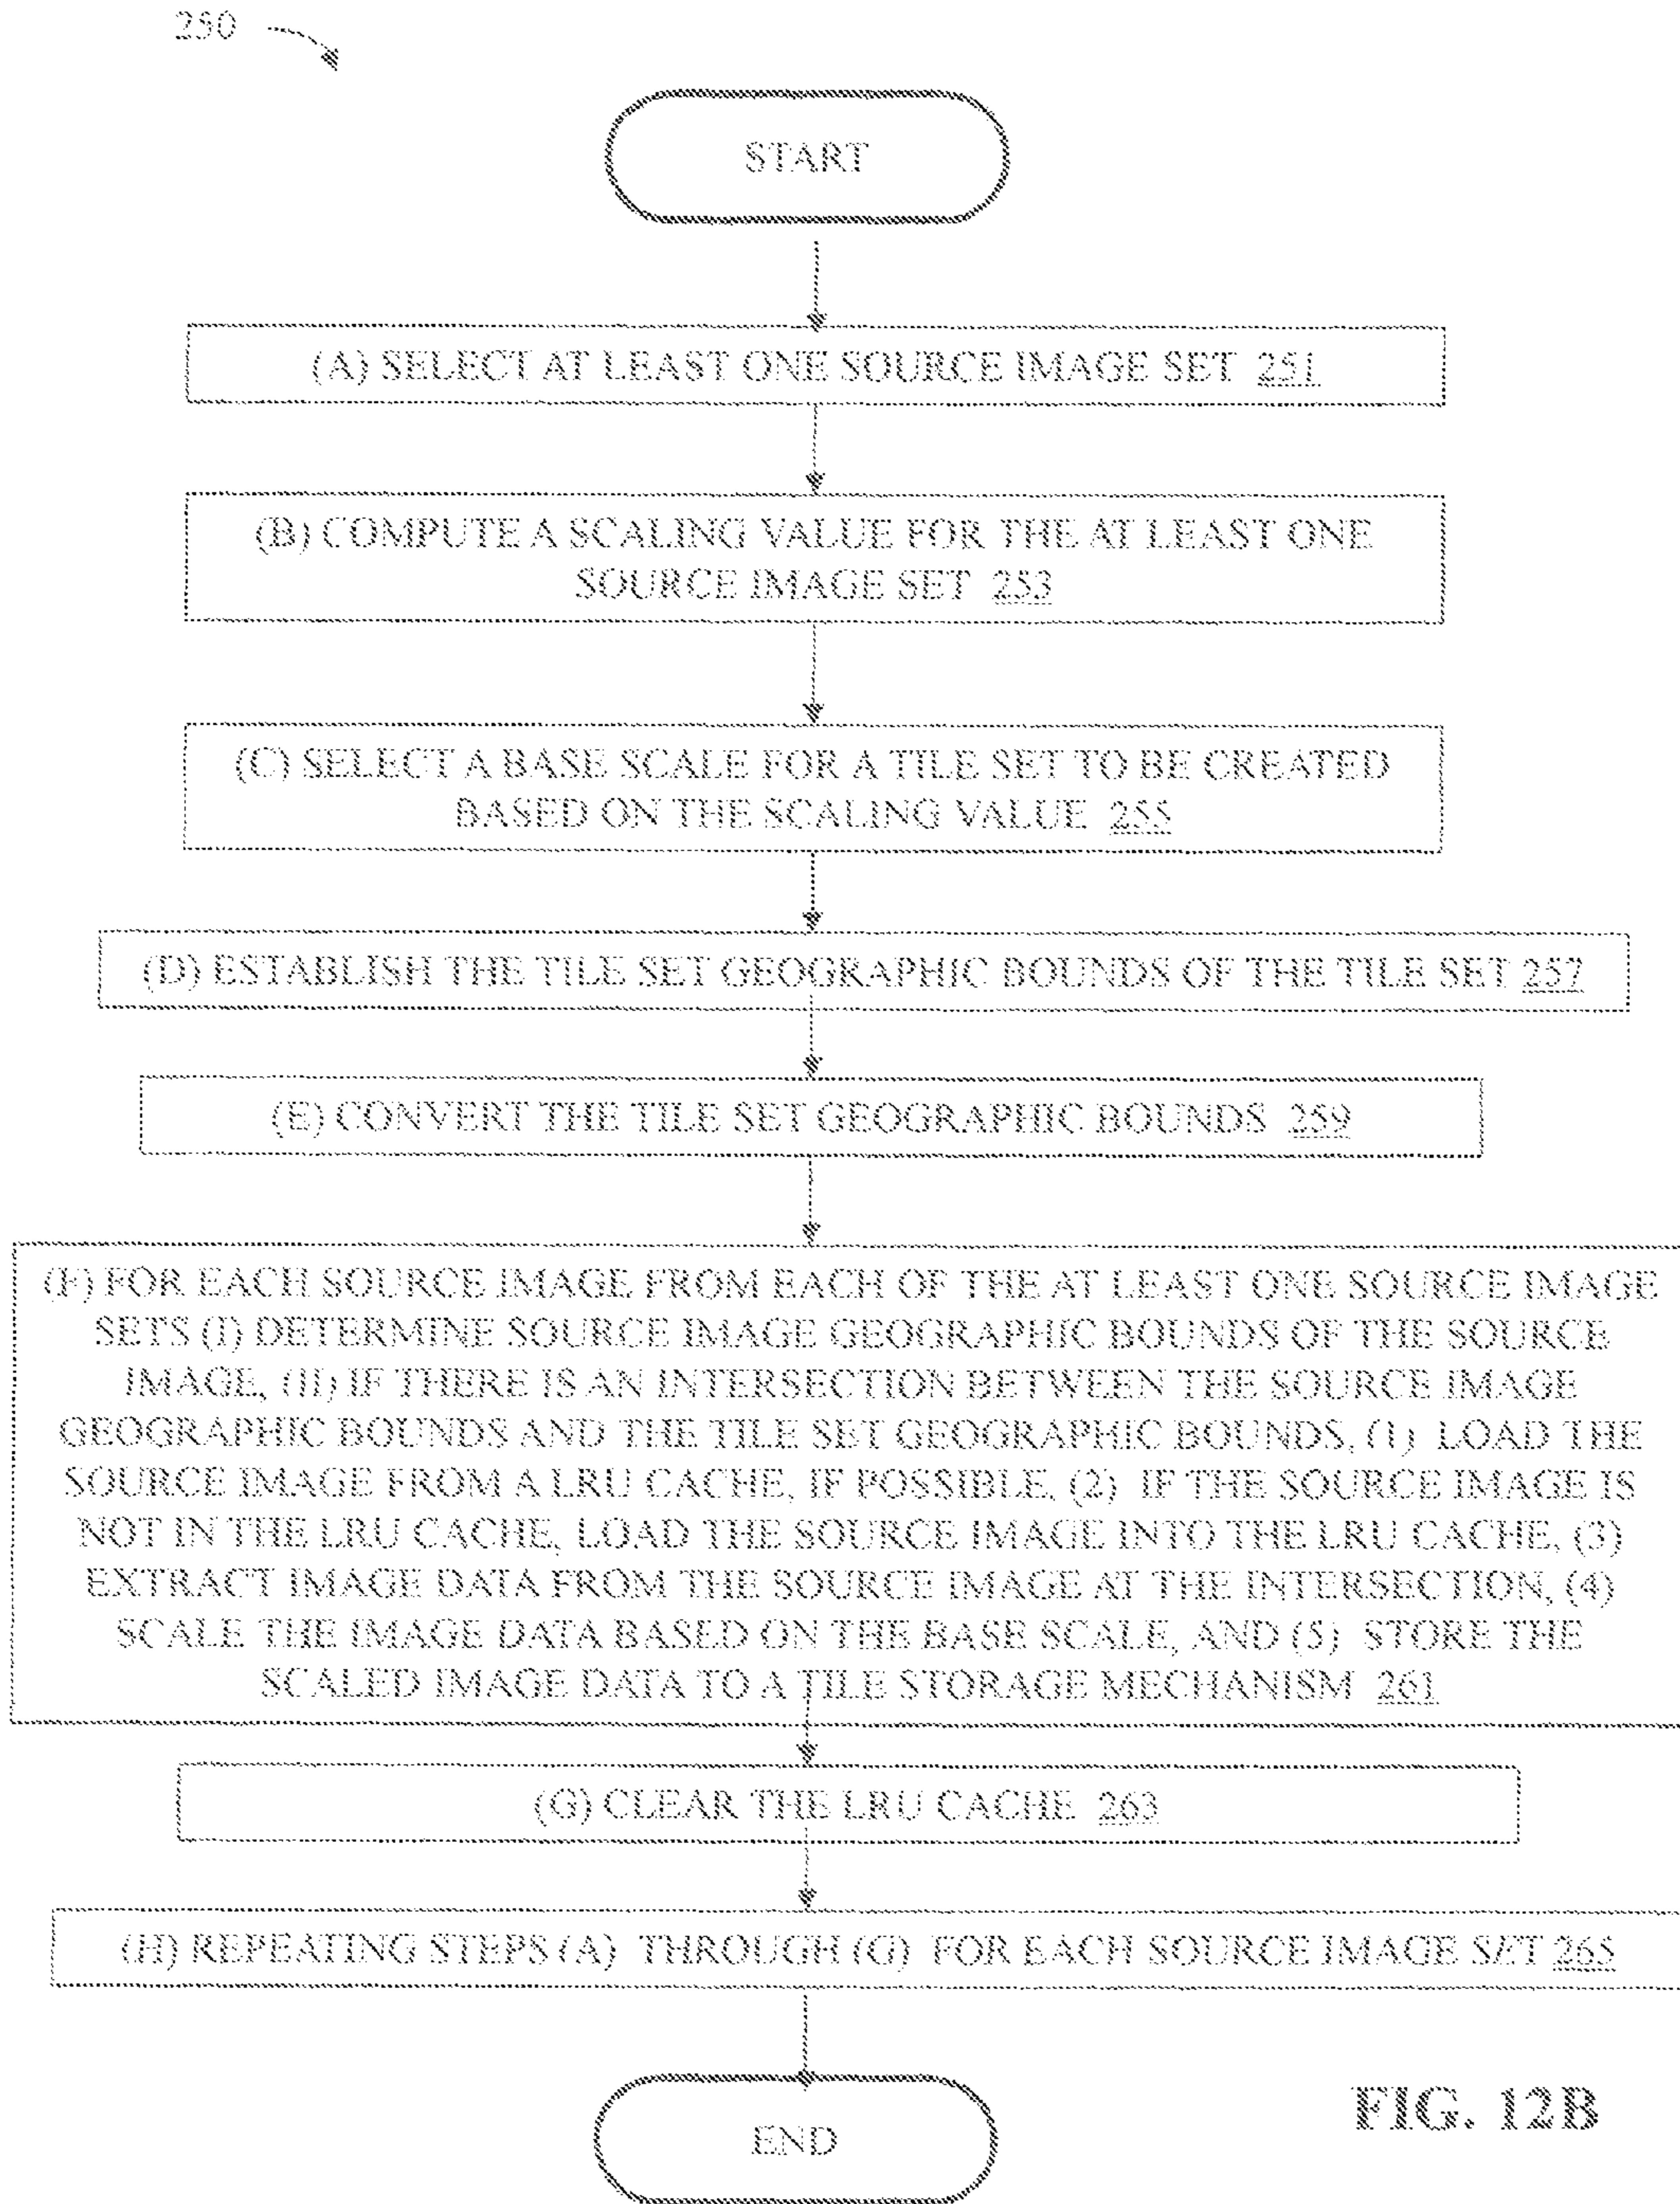 250
START
(A) SELECT AT LEAST ONE SOURCE IMAGE SET 251
(B) COMPUTE A SCALING VALUE FOR THE AT LEAST ONE
SOURCE IMAGE SET 253
(C) SELECT A BASE SCALE FOR A TILE SET TO BE CREATED
BASED ON THE SCALING VALUE 255
(D) ESTABLISH THE TILE SET GEOGRAPHIC BOUNDS OF THE TILE SET 257
(E) CONVERT THE TILE SET GEOGRAPHIC BOUNDS 259
(F) FOR EACH SOURCE IMAGE FROM EACH OF THE AT LEAST ONE SOURCE IMAGE
SETS (I) DETERMINE SOURCE IMAGE GEOGRAPHIC BOUNDS OF THE SOURCE
IMAGE, (II) IF THERE IS AN INTERSECTION BETWEEN THE SOURCE IMAGE
GEOGRAPHIC BOUNDS AND THE TILE SET GEOGRAPHIC BOUNDS, (1) LOAD THE
SOURCE IMAGE FROM A LRU CACHE, IF POSSIBLE, (2) IF THE SOURCE IMAGE IS
NOT IN THE LRU CACHE, LOAD THE SOURCE IMAGE INTO THE LRU CACHE, (3)
EXTRACT IMAGE DATA FROM THE SOURCE IMAGE AT THE INTERSECTION, (4)
SCALE THE IMAGE DATA BASED ON THE BASE SCALE, AND (5) STORE THE
SCALED IMAGE DATA TO A TILE STORAGE MECHANISM 261
(G) CLEAR THE LRU CACHE 263
(H) REPEATING STEPS (A) THROUGH (G) FOR EACH SOURCE IMAGE SET 265
END
FIG. 12B